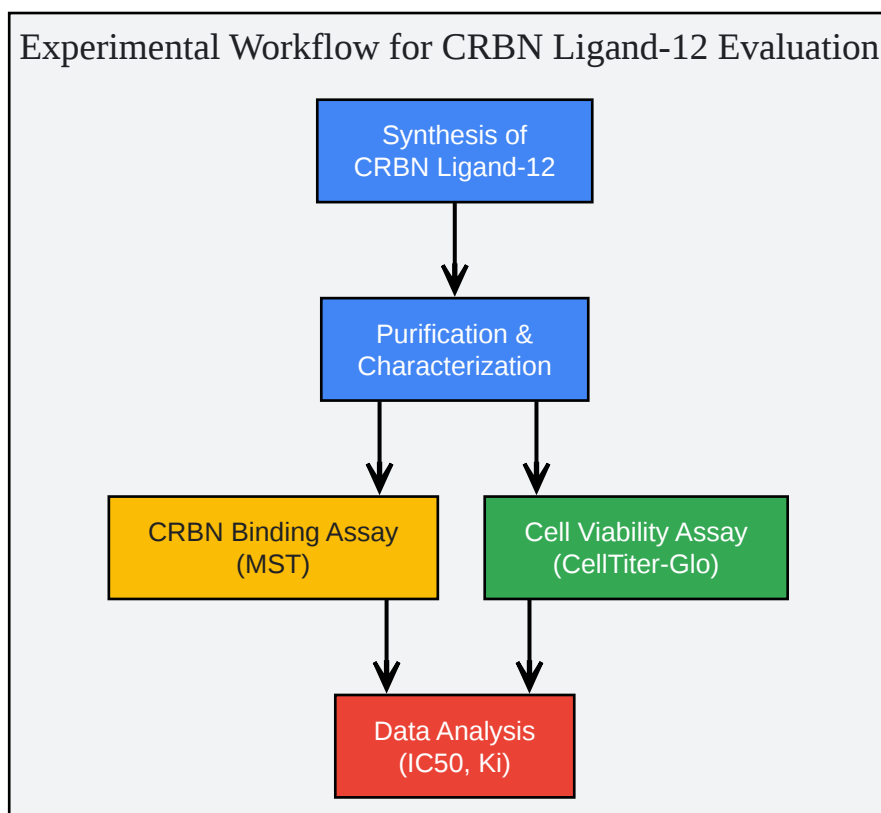 Experimental Workflow for CRBN Ligand-12 Evaluation
Synthesis of
CRBN Ligand-12
Purification &
Characterization
CRBN Binding Assay
(MST)
Cell Viability Assay
(CellTiter-Glo)
Data Analysis
(IC50, Ki)